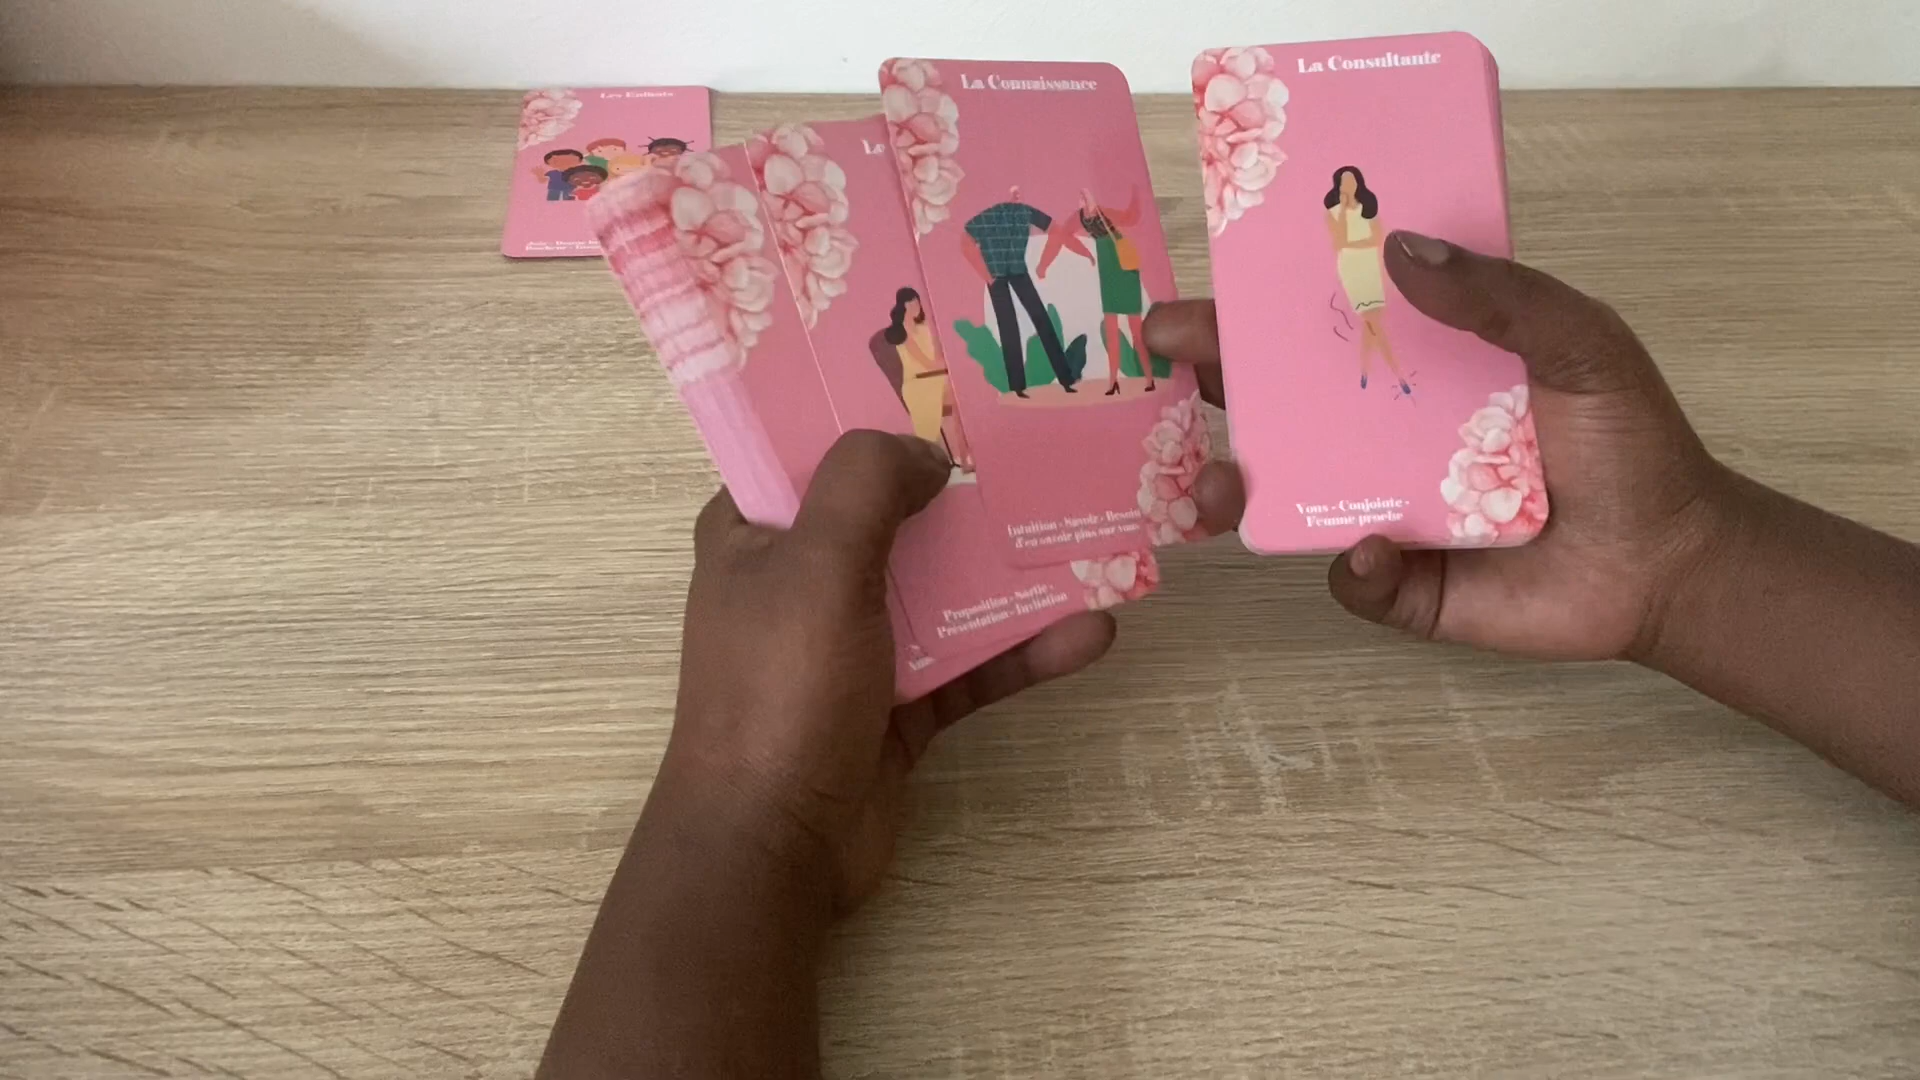 Les Enfants
La Connaissance
Intuition - Savoir - Besoin
d'en savoir plus sur vous
Le
Proposition - Sortie -
Présentation - Invitation
La Consultante
Vous - Conjointe -
Femme proche